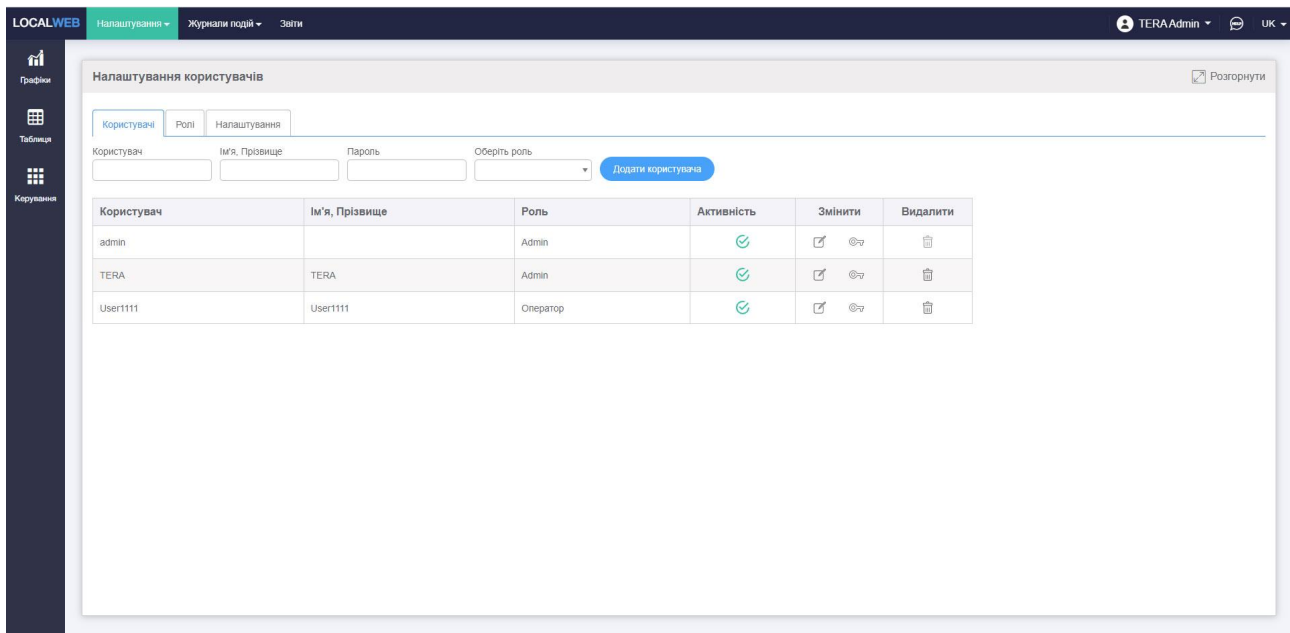 LOCALWEB Налаштування Журнали подій Звіти TERA Admin HELP UK
Графіки
Таблиця
Керування
Налаштування користувачів Розгорнути
Користувачі Ролі Налаштування
Користувач Ім'я, Прізвище Пароль Оберіть роль
Додати користувача
Користувач Ім'я, Прізвище Роль Активність Змінити Видалити
admin Admin
TERA TERA Admin
User1111 User1111 Оператор